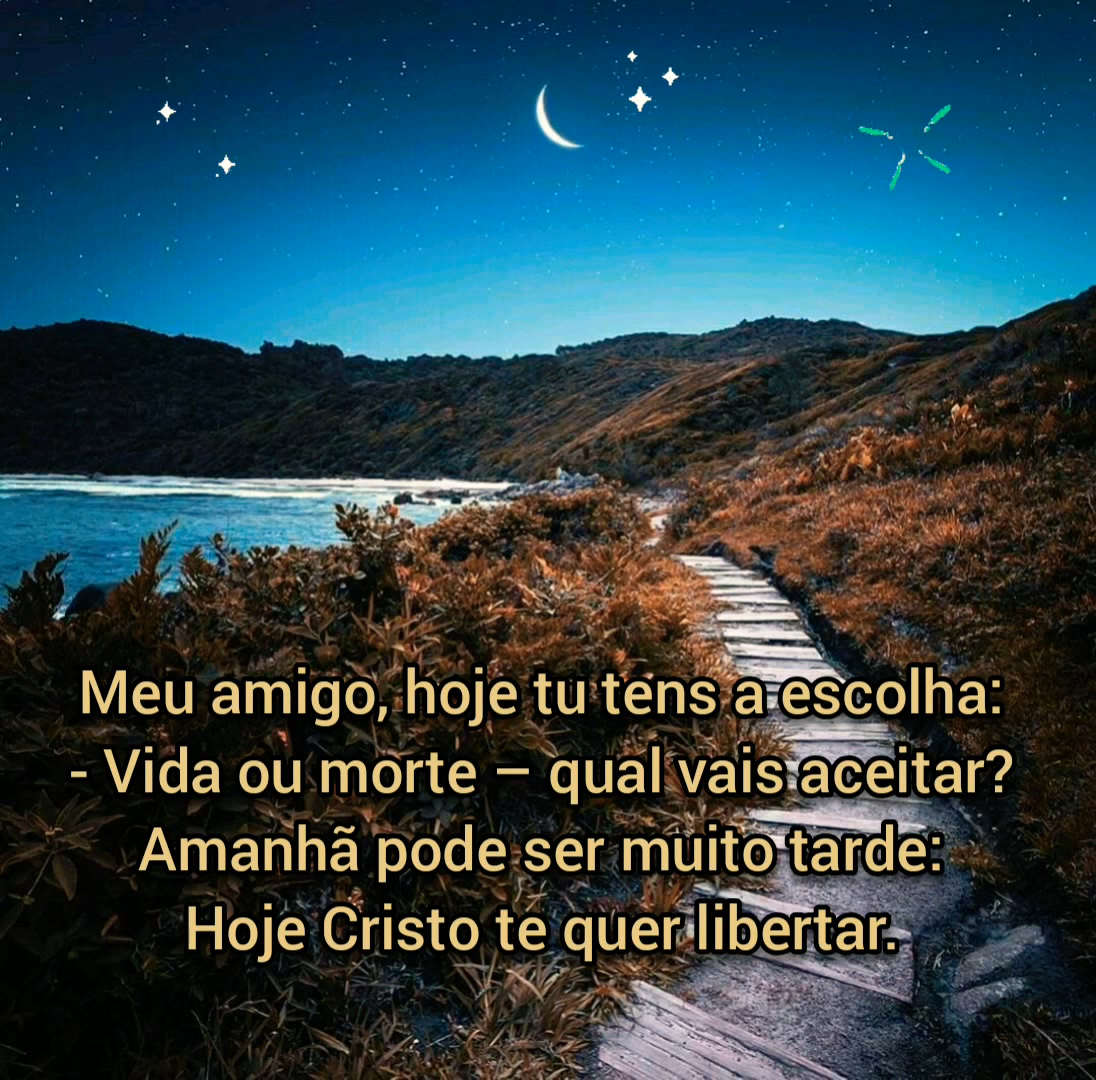 Meu amigo, hoje tu tens a escolha:
- Vida ou morte – qual vais aceitar?
Amanhã pode ser muito tarde:
Hoje Cristo te quer libertar.